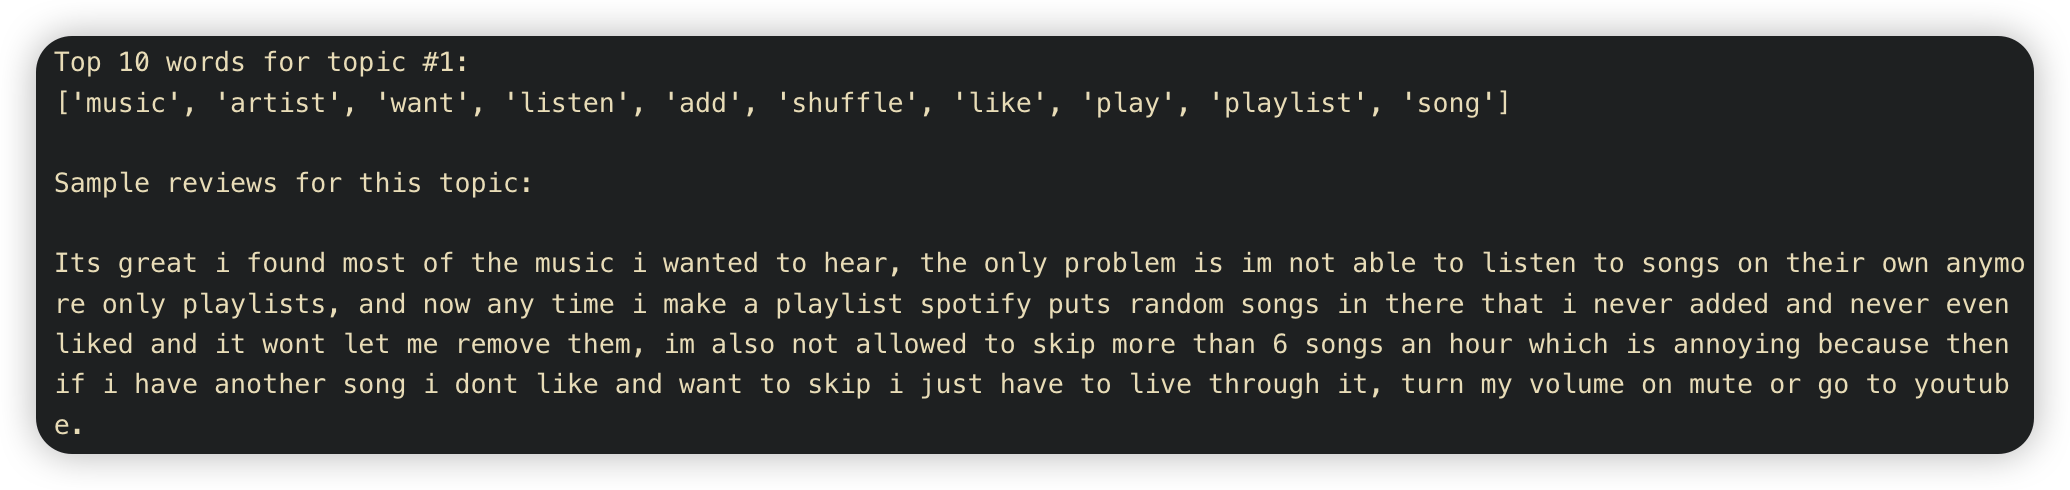 Top 10 words for topic #1:
['music', 'artist', 'want', 'listen', 'add', 'shuffle', 'like', 'play', 'playlist', 'song']
Sample reviews for this topic:
Its great i found most of the music i wanted to hear, the only problem is im not able to listen to songs on their own anymo
re only playlists, and now any time i make a playlist spotify puts random songs in there that i never added and never even
liked and it wont let me remove them, im also not allowed to skip more than 6 songs an hour which is annoying because then
if i have another song i dont like and want to skip i just have to live through it, turn my volume on mute or go to youtub
e.